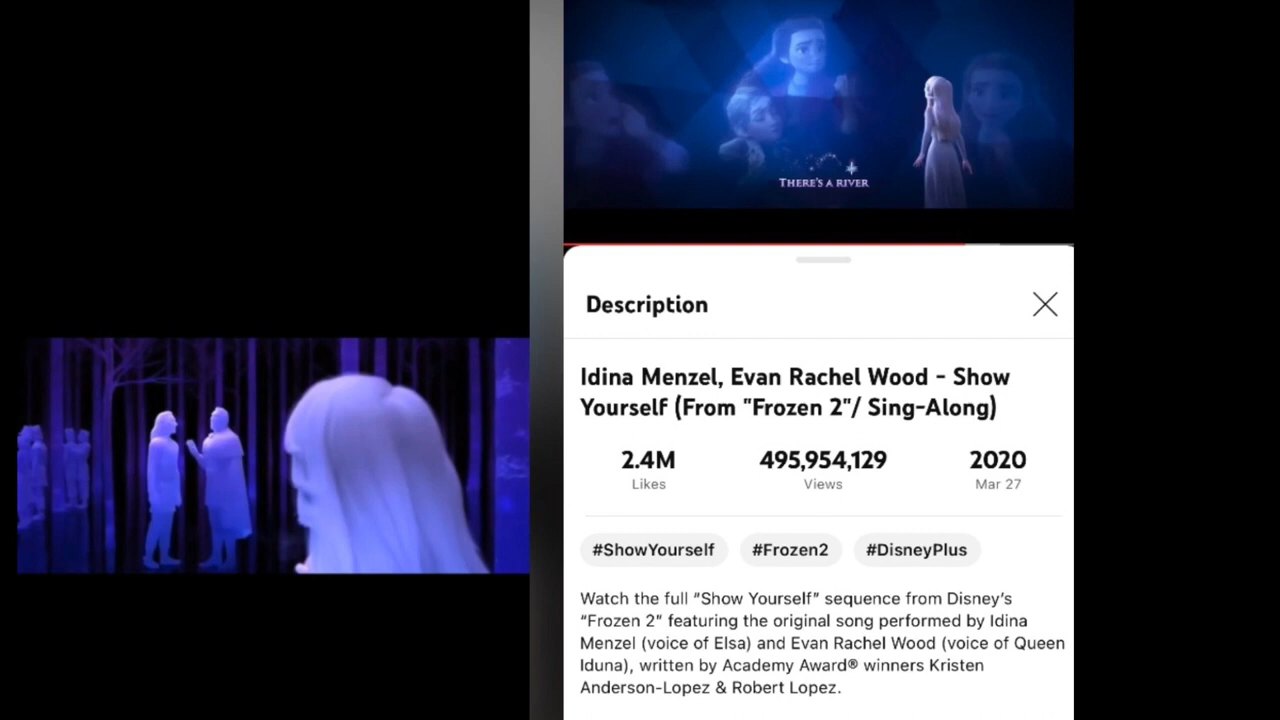 THERE'S A RIVER
Description
Idina Menzel, Evan Rachel Wood - Show
Yourself (From "Frozen 2"/ Sing-Along)
2.4M 495,954,129 2020
Likes Views Mar 27
#ShowYourself #Frozen2 #DisneyPlus
Watch the full “Show Yourself” sequence from Disney’s
“Frozen 2” featuring the original song performed by Idina
Menzel (voice of Elsa) and Evan Rachel Wood (voice of Queen
Iduna), written by Academy Award® winners Kristen
Anderson-Lopez & Robert Lopez.